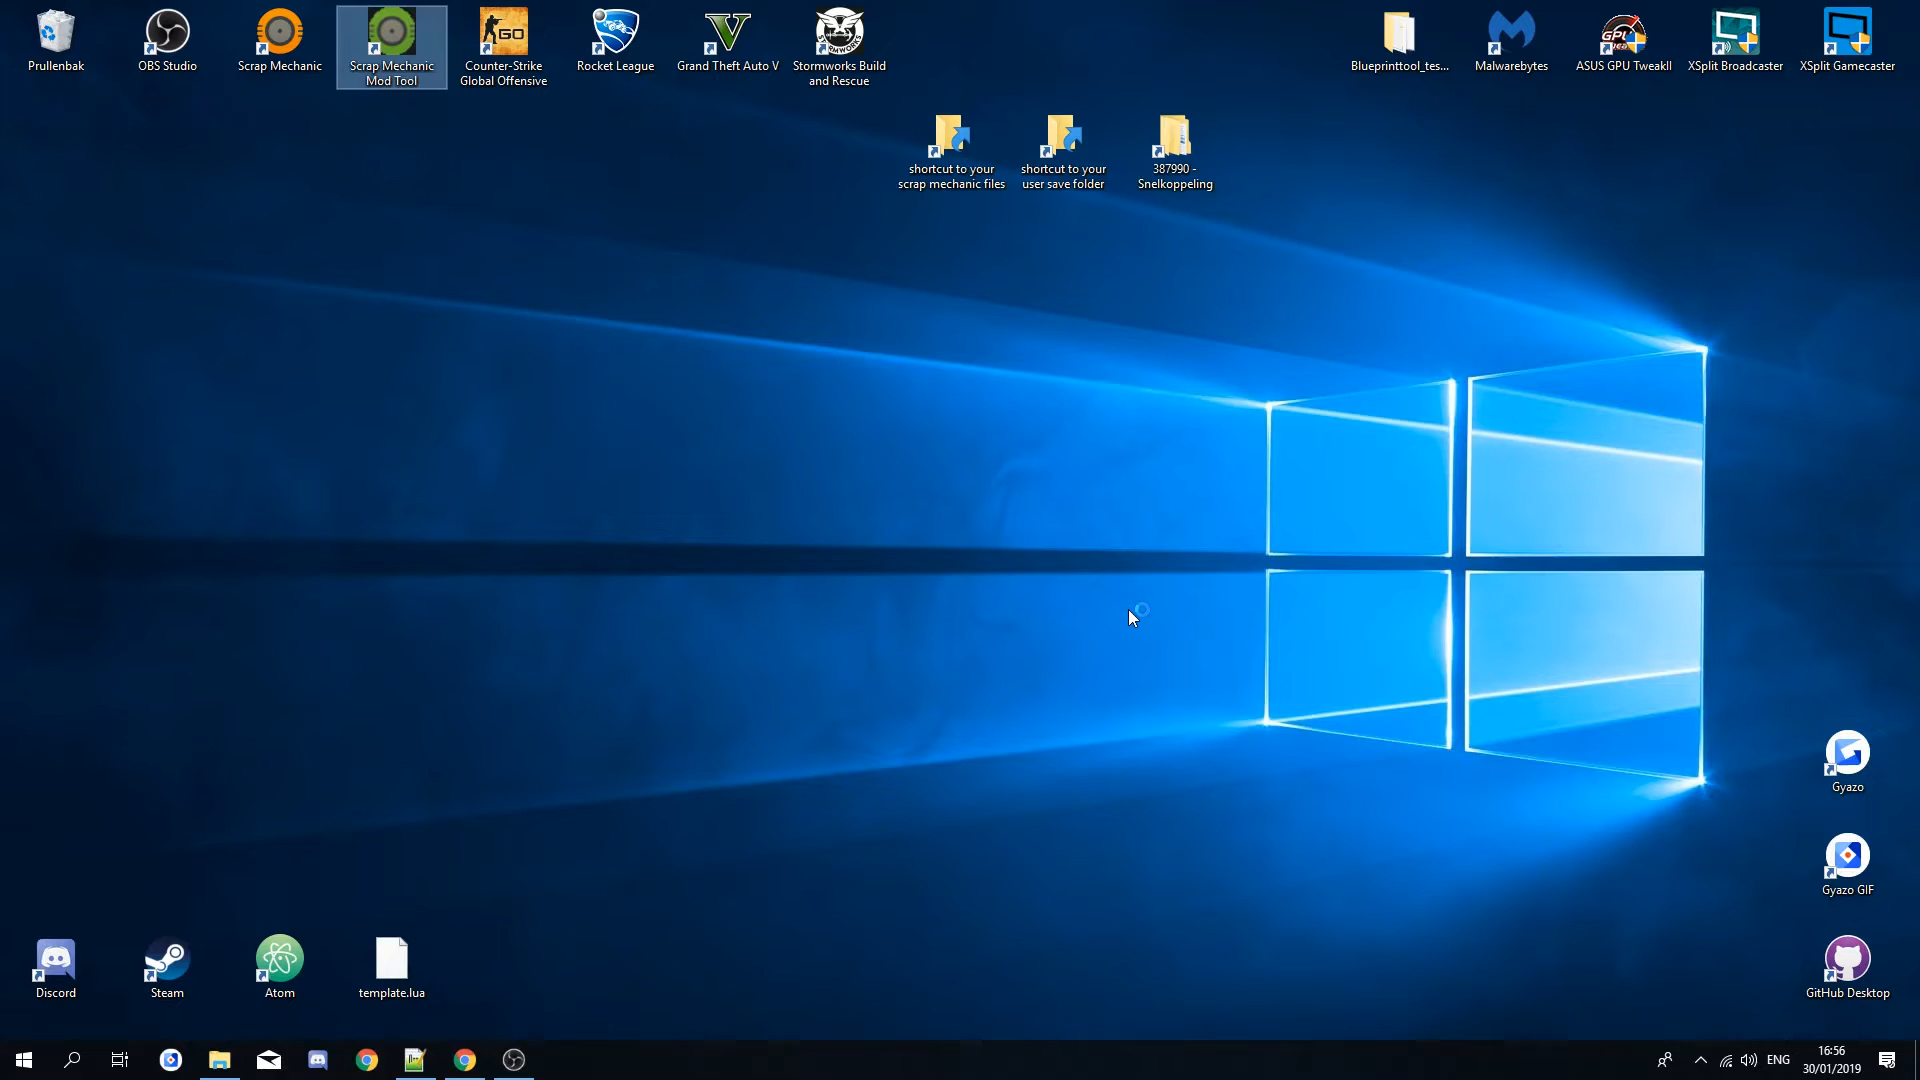 Prullenbak
OBS Studio
Scrap Mechanic
Scrap Mechanic
Mod Tool
GO
Counter-Strike
Global Offensive
Rocket League
V
Grand Theft Auto V
STORMWORKS
Stormworks Build
and Rescue
Blueprinttool_tes...
Malwarebytes
GPU
ASUS GPU TweakII
XSplit Broadcaster
XSplit Gamecaster
shortcut to your
scrap mechanic files
shortcut to your
user save folder
387990 -
Snelkoppeling
Gyazo
Gyazo GIF
Discord
Steam
Atom
template.lua
GitHub Desktop
ENG
16:56
30/01/2019